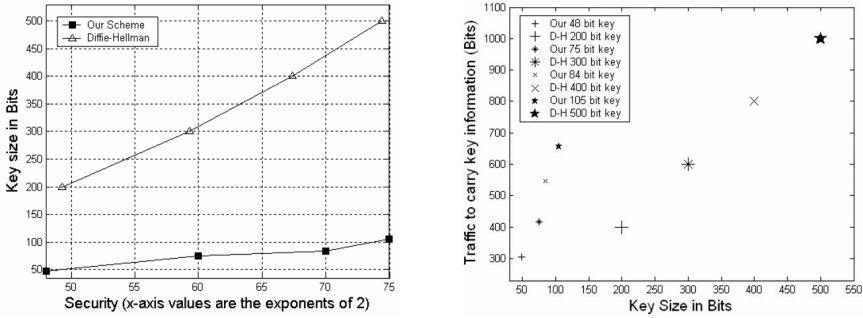 Our Scheme
Diffie-Hellman
500
450
400
350
300
250
200
150
100
50
50
55
60
65
70
75
Key size in Bits
Security (x-axis values are the exponents of 2)
Our 48 bit key
D-H 200 bit key
Our 75 bit key
D-H 300 bit key
Our 84 bit key
D-H 400 bit key
Our 105 bit key
D-H 500 bit key
1100
1000
900
800
700
600
500
400
300
50
100
150
200
250
300
350
400
450
500
550
Traffic to carry key information (Bits)
Key Size in Bits